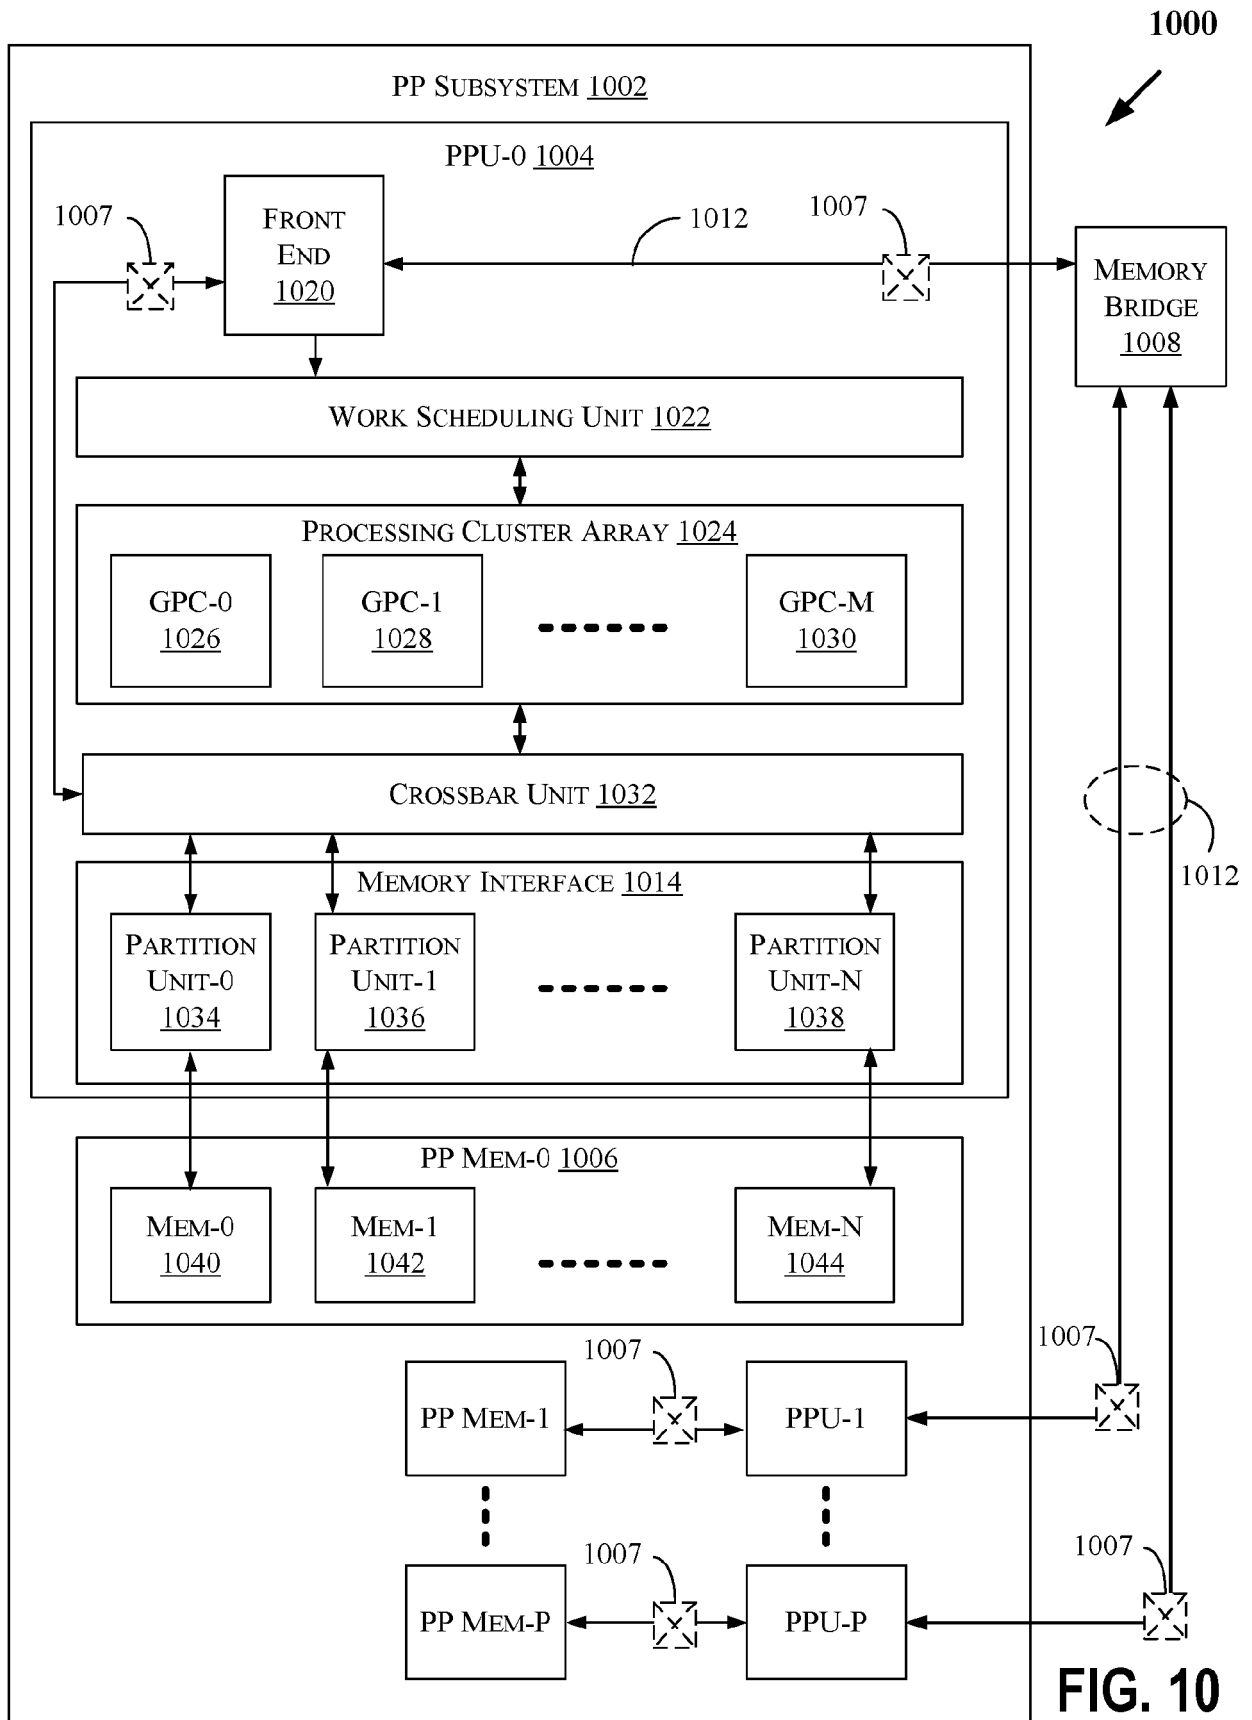 1000
PP SUBSYSTEM 1002
PPU-0 1004
1007
FRONT
END
1020
1012
1007
MEMORY
BRIDGE
1008
WORK SCHEDULING UNIT 1022
PROCESSING CLUSTER ARRAY 1024
GPC-0
1026
GPC-1
1028
GPC-M
1030
CROSSBAR UNIT 1032
1012
MEMORY INTERFACE 1014
PARTITION
UNIT-0
1034
PARTITION
UNIT-1
1036
PARTITION
UNIT-N
1038
PP MEM-0 1006
MEM-0
1040
MEM-1
1042
MEM-N
1044
1007
1007
PP MEM-1
PPU-1
1007
1007
PP MEM-P
PPU-P
FIG. 10